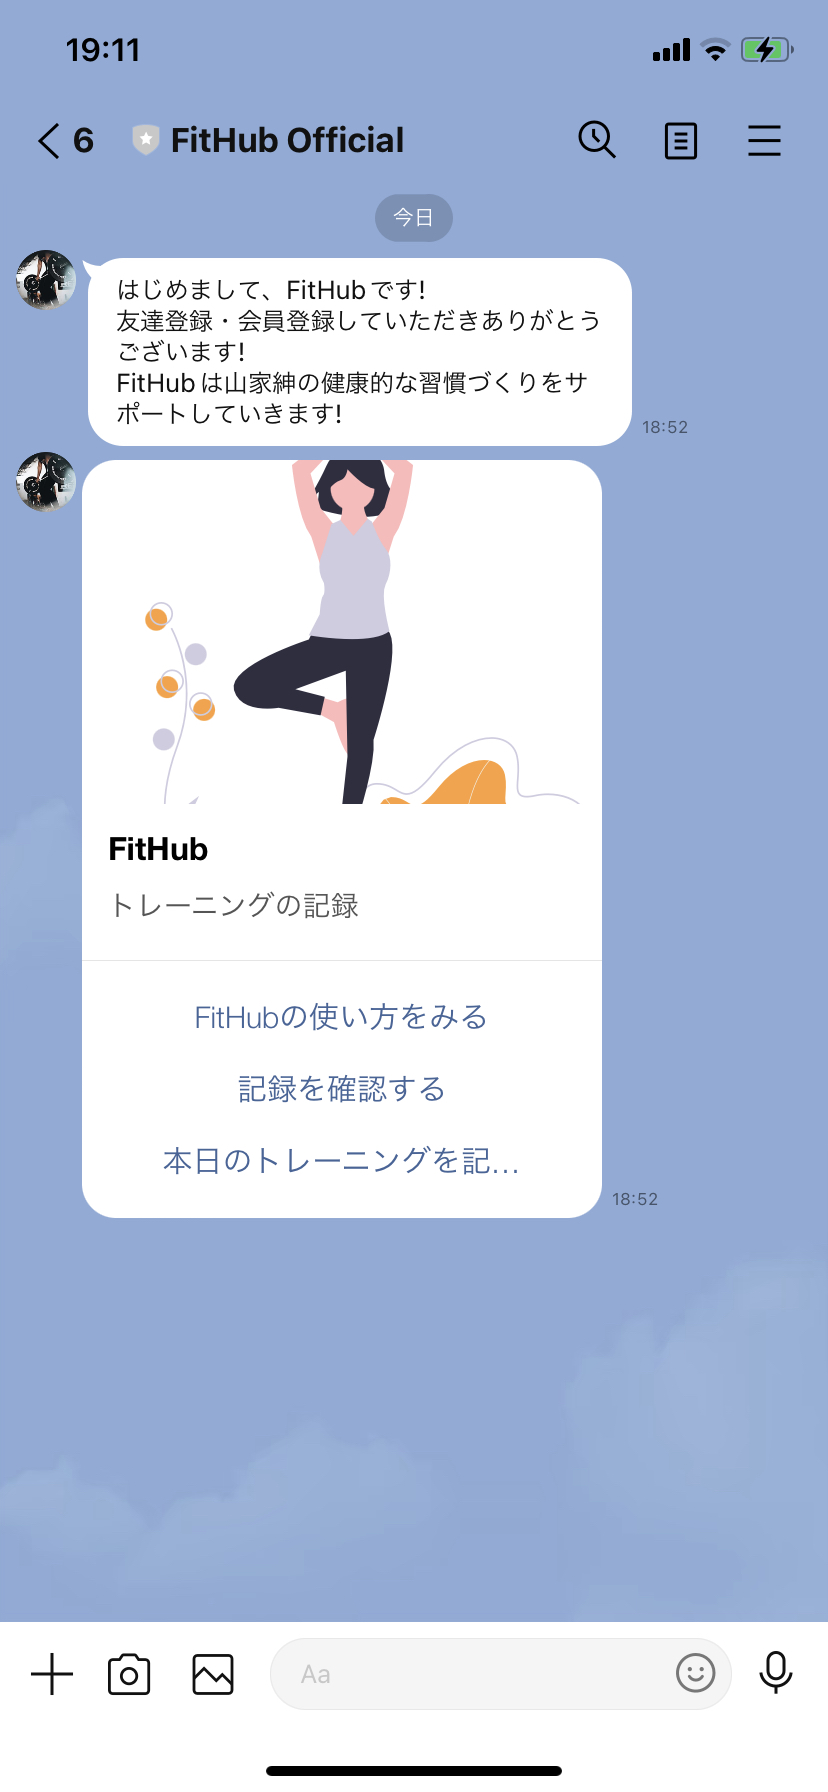 19:11
6 FitHub Official
今日
はじめまして、FitHubです!
友達登録・会員登録していただきありがとう
ございます!
FitHubは山家紳の健康的な習慣づくりをサ
ポートしていきます!
18:52
FitHub
トレーニングの記録
FitHubの使い方をみる
記録を確認する
本日のトレーニングを記...
18:52
Aa